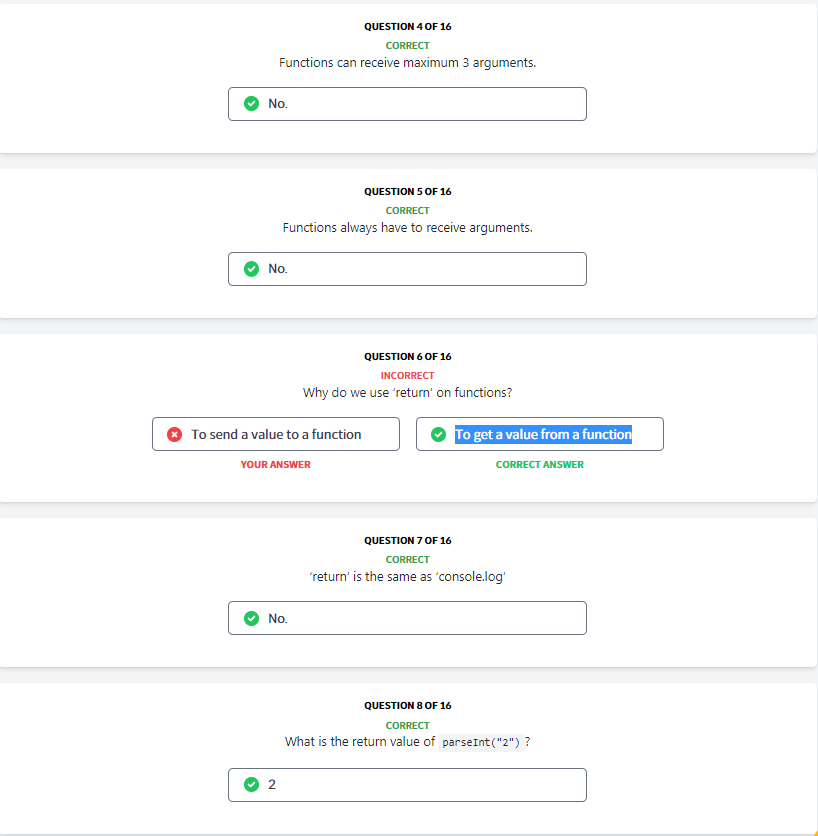 QUESTION 4 OF 16
CORRECT
Functions can receive maximum 3 arguments.
No.
QUESTION 5 OF 16
CORRECT
Functions always have to receive arguments.
No.
QUESTION 6 OF 16
INCORRECT
Why do we use ‘return’ on functions?
To send a value to a function
YOUR ANSWER
To get a value from a function
CORRECT ANSWER
QUESTION 7 OF 16
CORRECT
‘return’ is the same as ‘console.log’
No.
QUESTION 8 OF 16
CORRECT
What is the return value of parseInt("2") ?
2